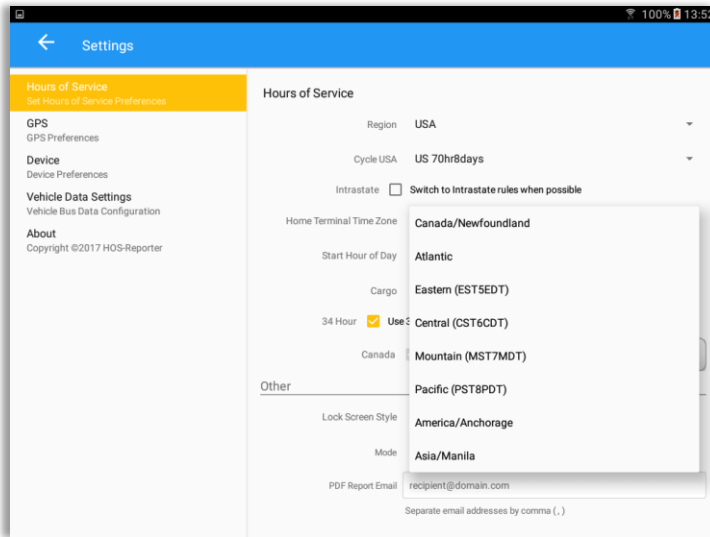 100% 13:52
Settings
Hours of Service
Set Hours of Service Preferences
GPS
GPS Preferences
Device
Device Preferences
Vehicle Data Settings
Vehicle Bus Data Configuration
About
Copyright ©2017 HOS-Reporter
Hours of Service
Region USA
Cycle USA US 70hr8days
Intrastate Switch to Intrastate rules when possible
Home Terminal Time Zone
Canada/Newfoundland
Atlantic
Start Hour of Day
Eastern (EST5EDT)
Cargo
34 Hour Use
Central (CST6CDT)
Canada
Mountain (MST7MDT)
Other
Pacific (PST8PDT)
Lock Screen Style
America/Anchorage
Mode
Asia/Manila
PDF Report Email recipient@domain.com
Separate email addresses by comma ( , )